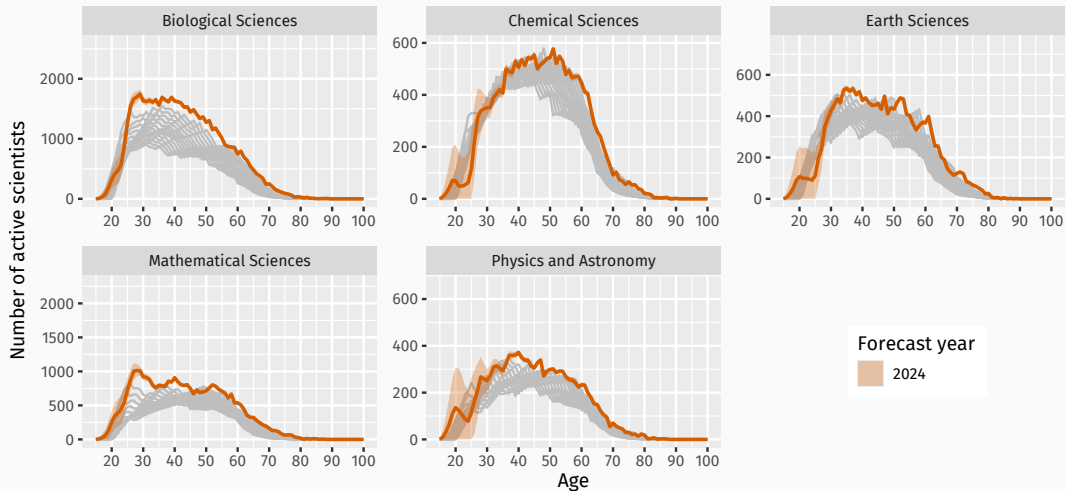 Biological Sciences
Chemical Sciences
Earth Sciences
2000
1000
0
600
400
200
0
600
400
200
0
20 30 40 50 60 70 80 90 100
20 30 40 50 60 70 80 90 100
20 30 40 50 60 70 80 90 100
Number of active scientists
Mathematical Sciences
Physics and Astronomy
2000
1500
1000
500
0
600
400
200
0
20 30 40 50 60 70 80 90 100
20 30 40 50 60 70 80 90 100
Age
Forecast year
2024